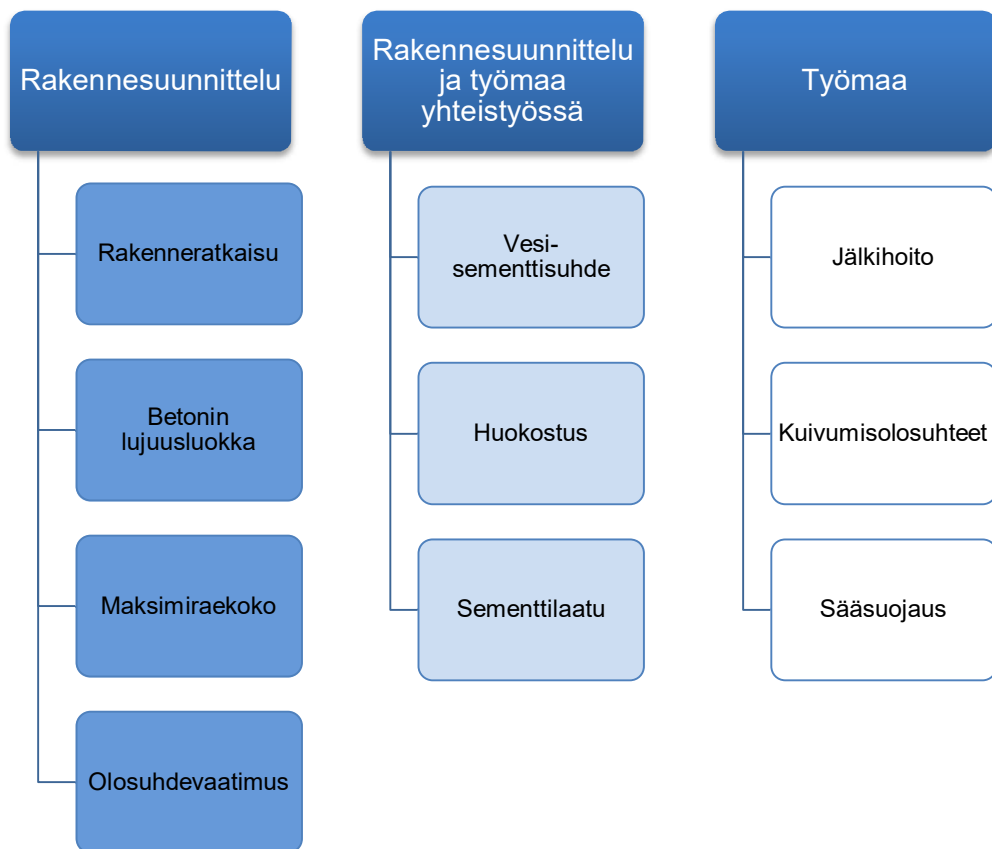 Rakennesuunnittelu
Rakenneratkaisu
Betonin
lujuusluokka
Maksimiraekoko
Olosuhdevaatimus
Rakennesuunnittelu
ja työmaa
yhteistyössä
Vesi-
sementtisuhde
Huokostus
Sementtilaatu
Työmaa
Jälkihoito
Kuivumisolosuhteet
Sääsuojaus